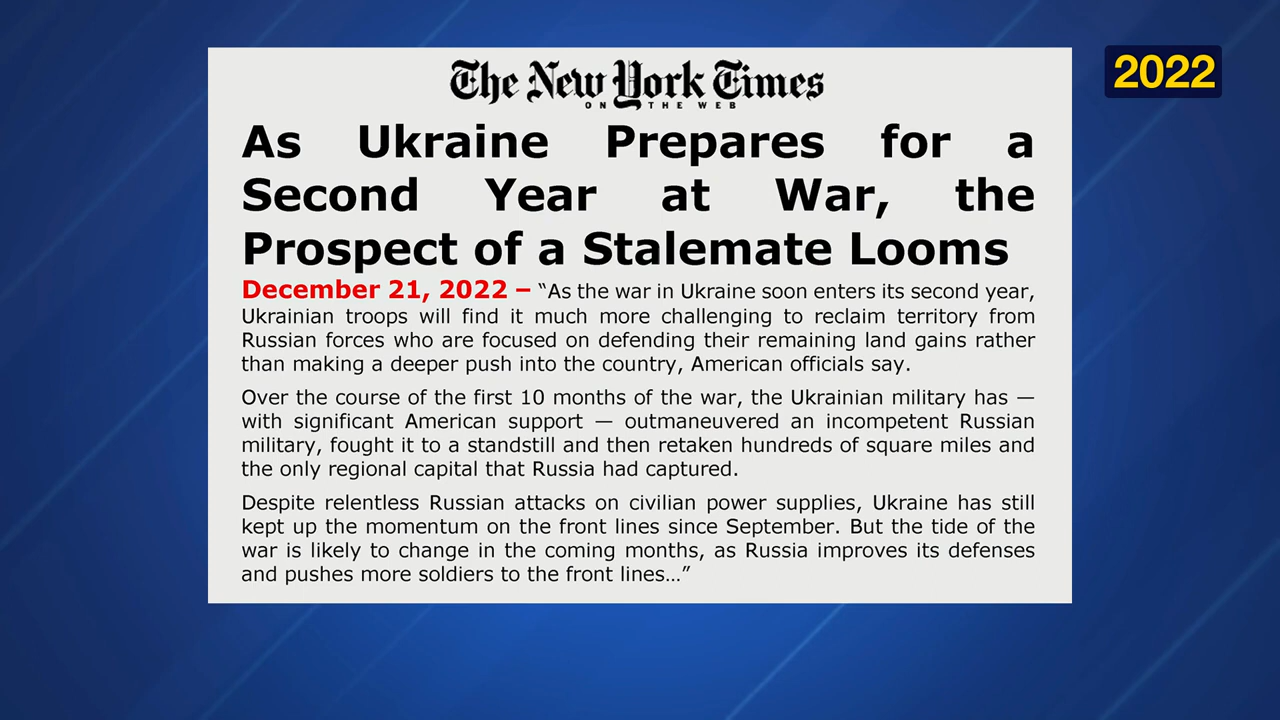 The New York Times
ON THE WEB
2022
As Ukraine Prepares for a
Second Year at War, the
Prospect of a Stalemate Looms
December 21, 2022 – “As the war in Ukraine soon enters its second year,
Ukrainian troops will find it much more challenging to reclaim territory from
Russian forces who are focused on defending their remaining land gains rather
than making a deeper push into the country, American officials say.
Over the course of the first 10 months of the war, the Ukrainian military has —
with significant American support — outmaneuvered an incompetent Russian
military, fought it to a standstill and then retaken hundreds of square miles and
the only regional capital that Russia had captured.
Despite relentless Russian attacks on civilian power supplies, Ukraine has still
kept up the momentum on the front lines since September. But the tide of the
war is likely to change in the coming months, as Russia improves its defenses
and pushes more soldiers to the front lines…”